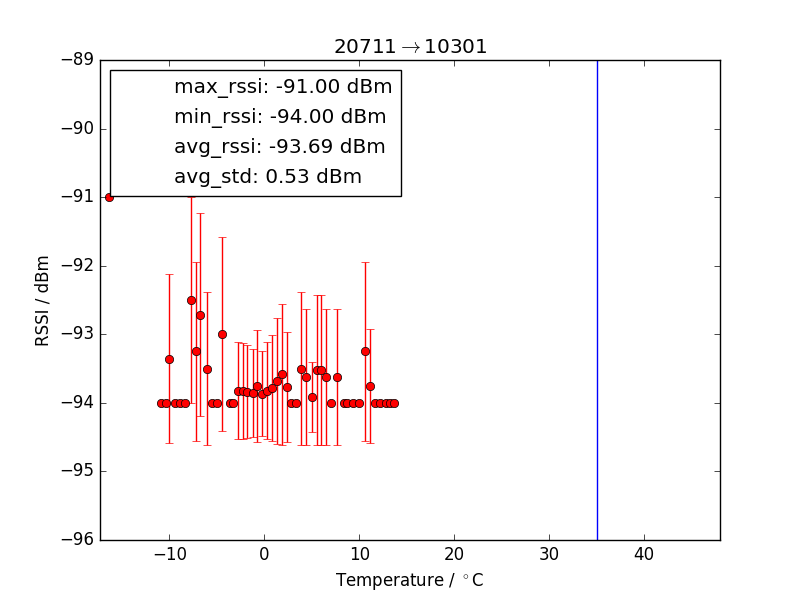 20711→10301
max_rssi: -91.00 dBm
min_rssi: -94.00 dBm
avg_rssi: -93.69 dBm
avg_std: 0.53 dBm
RSSI / dBm
−89
−90
−91
−92
−93
−94
−95
−96
−10 0 10 20 30 40
Temperature / °C